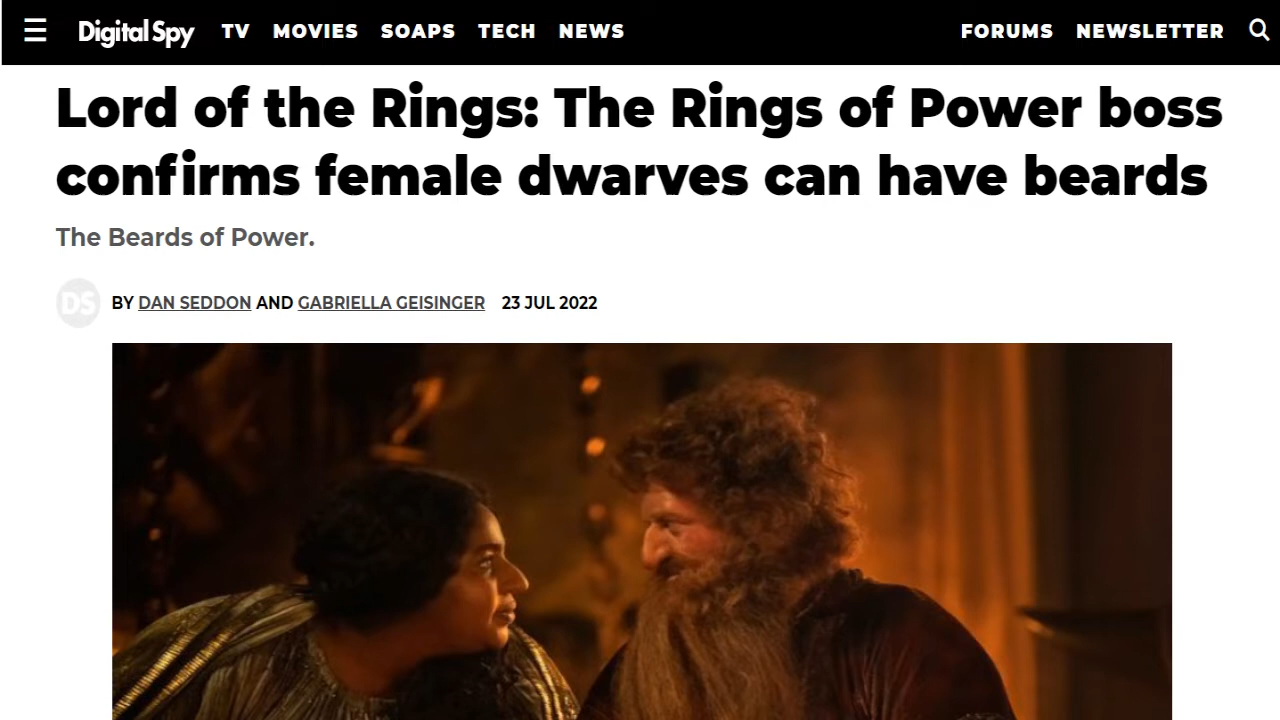 Digital Spy TV MOVIES SOAPS TECH NEWS FORUMS NEWSLETTER
Lord of the Rings: The Rings of Power boss
confirms female dwarves can have beards
The Beards of Power.
DS BY DAN SEDDON AND GABRIELLA GEISINGER 23 JUL 2022